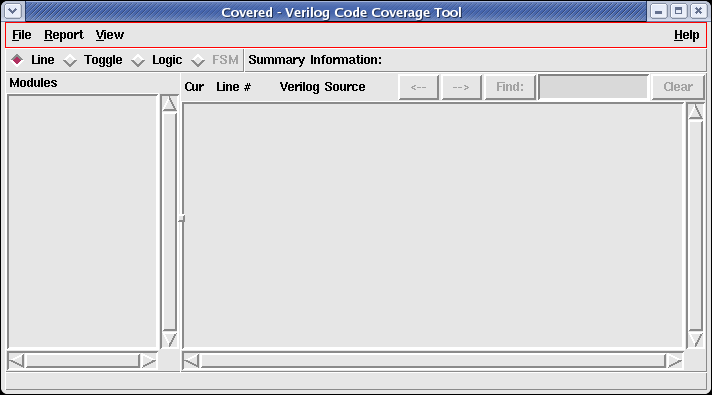 Covered - Verilog Code Coverage Tool
File Report View Help
Line Toggle Logic FSM Summary Information:
Modules
Cur Line # Verilog Source <-- --> Find: Clear